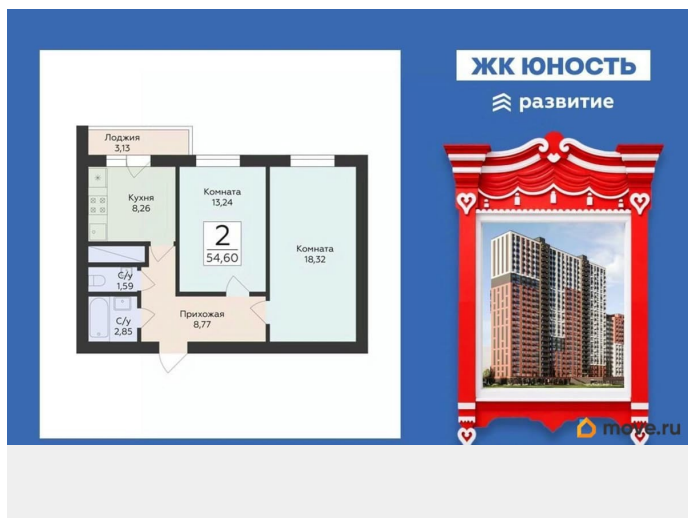 ЖК ЮНОСТЬ
развитие
Лоджия
3,13
Кухня
8,26
Комната
13,24
2
54,60
Комната
18,32
С/у
1,59
С/у
2,85
Прихожая
8,77
move.ru